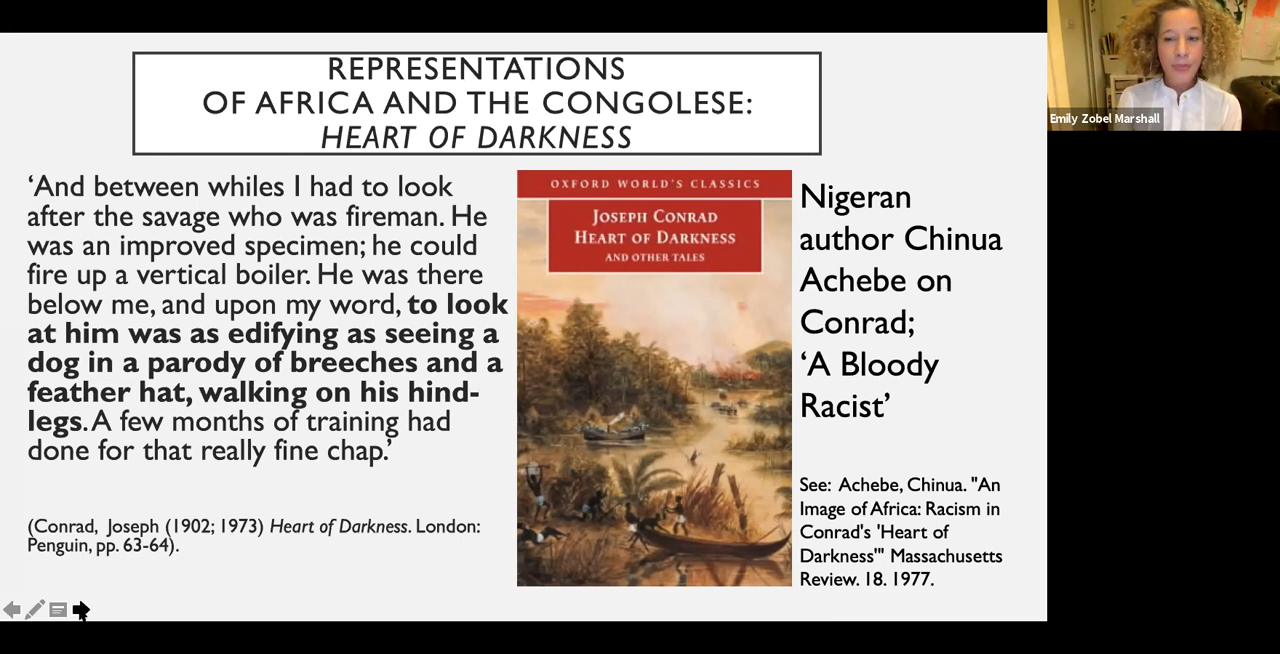 REPRESENTATIONS
OF AFRICA AND THE CONGOLESE:
HEART OF DARKNESS
‘And between whiles I had to look
after the savage who was fireman. He
was an improved specimen; he could
fire up a vertical boiler. He was there
below me, and upon my word, to look
at him was as edifying as seeing a
dog in a parody of breeches and a
feather hat, walking on his hind-
legs. A few months of training had
done for that really fine chap.’
(Conrad, Joseph (1902; 1973) Heart of Darkness. London:
Penguin, pp. 63-64).
OXFORD WORLD'S CLASSICS
JOSEPH CONRAD
HEART OF DARKNESS
AND OTHER TALES
Nigeran
author Chinua
Achebe on
Conrad;
‘A Bloody
Racist’
See: Achebe, Chinua. "An
Image of Africa: Racism in
Conrad's 'Heart of
Darkness'" Massachusetts
Review. 18. 1977.
Emily Zobel Marshall